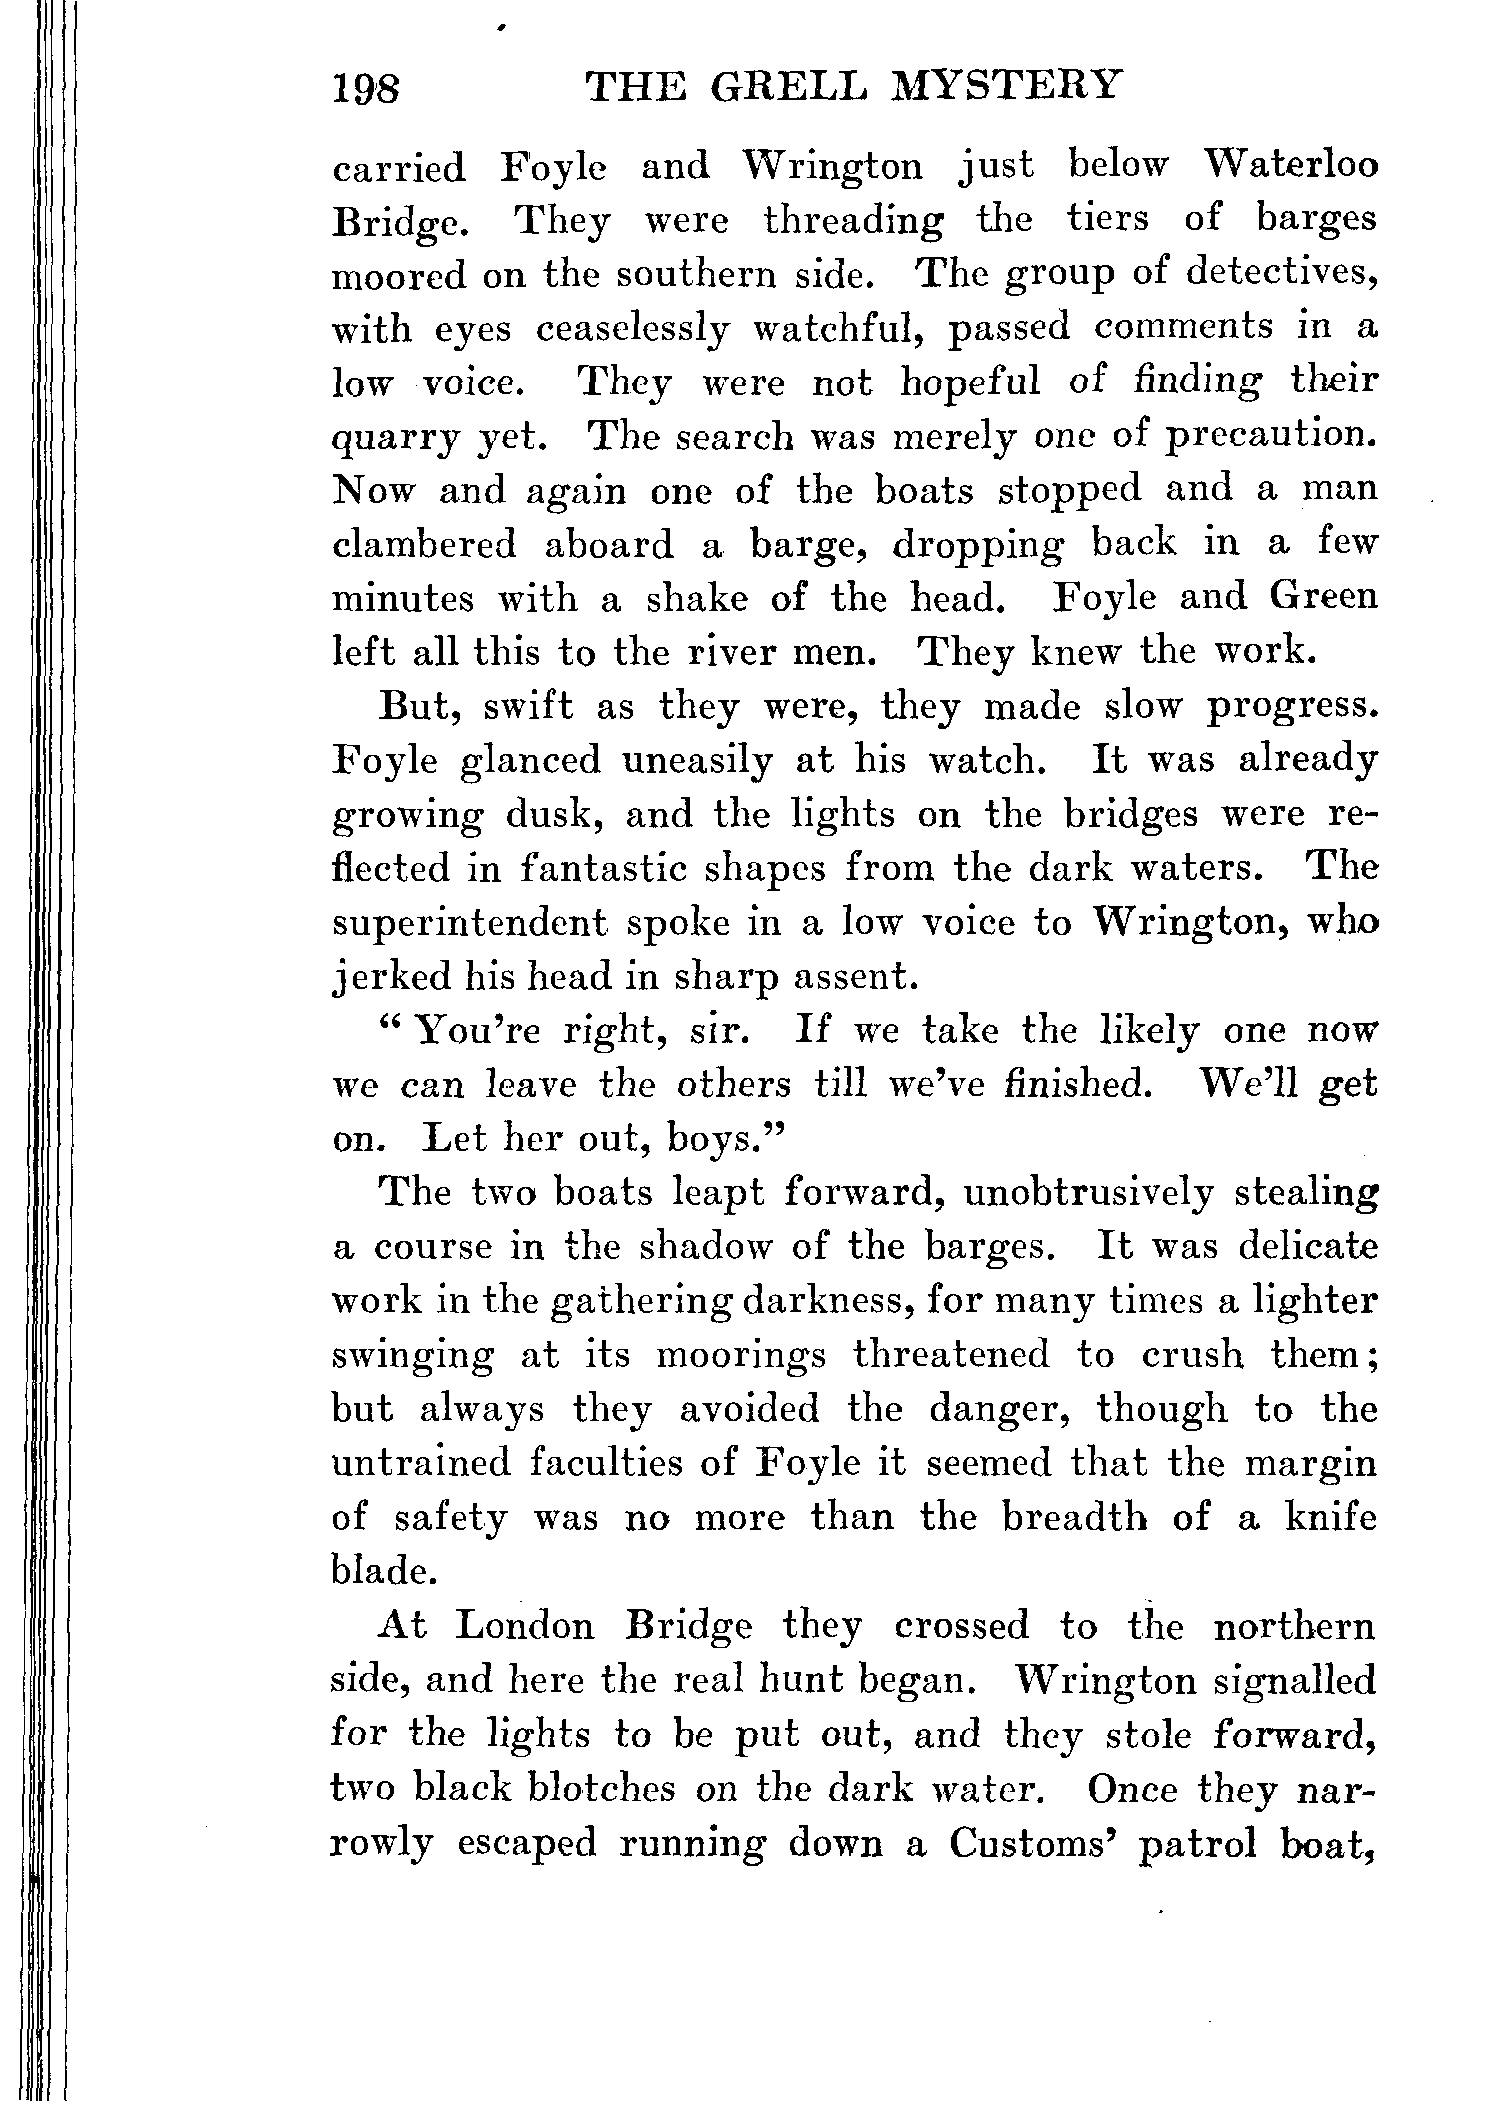 198 THE GRELL MYSTERY
carried Foyle and Wrington just below Waterloo
Bridge. They were threading the tiers of barges
moored on the southern side. The group of detectives,
with eyes ceaselessly watchful, passed comments in a
low voice. They were not hopeful of finding their
quarry yet. The search was merely one of precaution.
Now and again one of the boats stopped and a man
clambered aboard a barge, dropping back in a few
minutes with a shake of the head. Foyle and Green
left all this to the river men. They knew the work.
But, swift as they were, they made slow progress.
Foyle glanced uneasily at his watch. It was already
growing dusk, and the lights on the bridges were re-
flected in fantastic shapes from the dark waters. The
superintendent spoke in a low voice to Wrington, who
jerked his head in sharp assent.
“ You’re right, sir. If we take the likely one now
we can leave the others till we’ve finished. We’ll get
on. Let her out, boys.”
The two boats leapt forward, unobtrusively stealing
a course in the shadow of the barges. It was delicate
work in the gathering darkness, for many times a lighter
swinging at its moorings threatened to crush them;
but always they avoided the danger, though to the
untrained faculties of Foyle it seemed that the margin
of safety was no more than the breadth of a knife
blade.
At London Bridge they crossed to the northern
side, and here the real hunt began. Wrington signalled
for the lights to be put out, and they stole forward,
two black blotches on the dark water. Once they nar-
rowly escaped running down a Customs’ patrol boat,